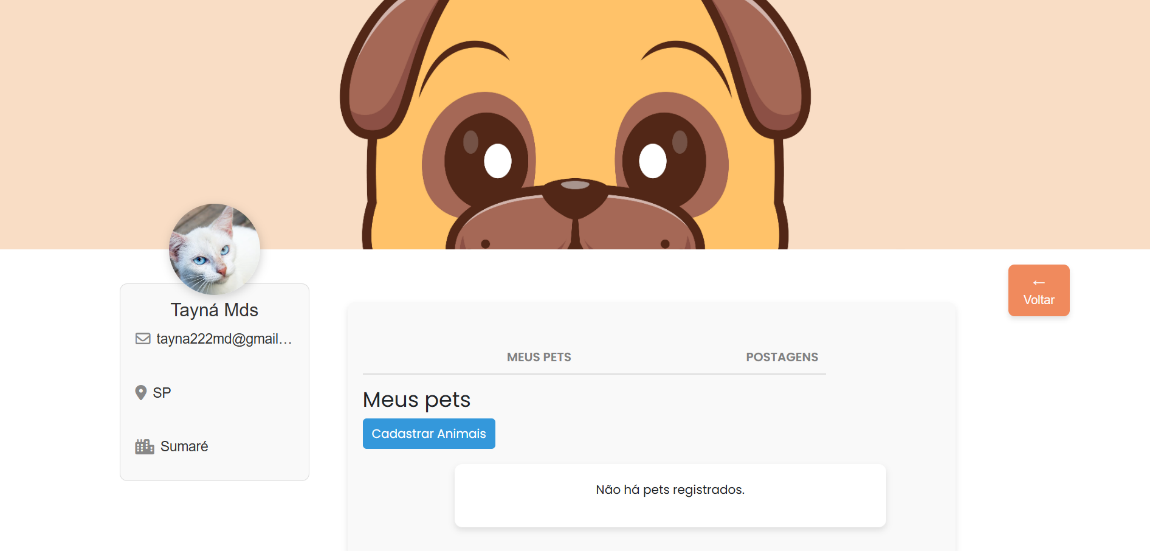 ← Voltar
Tayná Mds
tayna222md@gmail...
SP
Sumaré
MEUS PETS
POSTAGENS
Meus pets
Cadastrar Animais
Não há pets registrados.